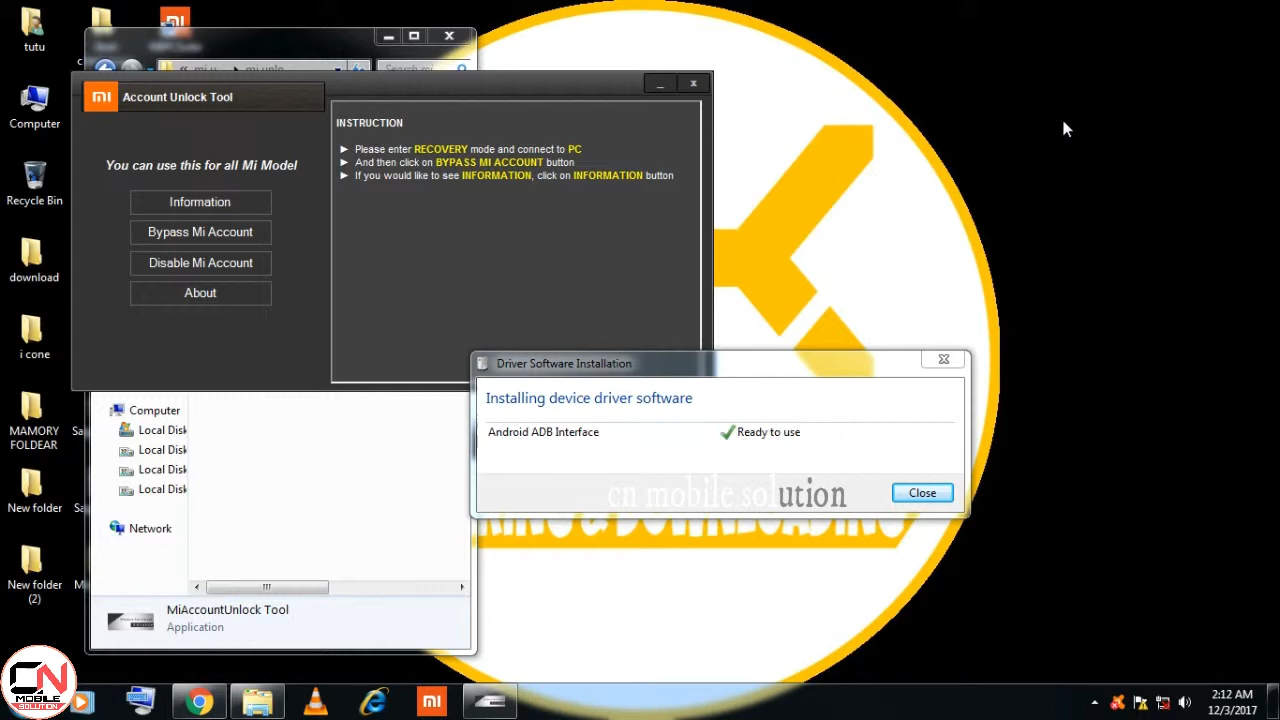 tutu
Computer
Recycle Bin
download
i cone
MAMORY
FOLDEAR
New folder
New folder
(2)
Account Unlock Tool
You can use this for all Mi Model
Information
Bypass Mi Account
Disable Mi Account
About
INSTRUCTION
► Please enter RECOVERY mode and connect to PC
► And then click on BYPASS MI ACCOUNT button
► If you would like to see INFORMATION, click on INFORMATION button
Driver Software Installation
Installing device driver software
Android ADB Interface Ready to use
cn mobile solution
Close
Computer
Local Disk
Local Disk
Local Disk
Local Disk
Network
MiAccountUnlock Tool
Application
CN
MOBILE
SOLUTION
2:12 AM
12/3/2017